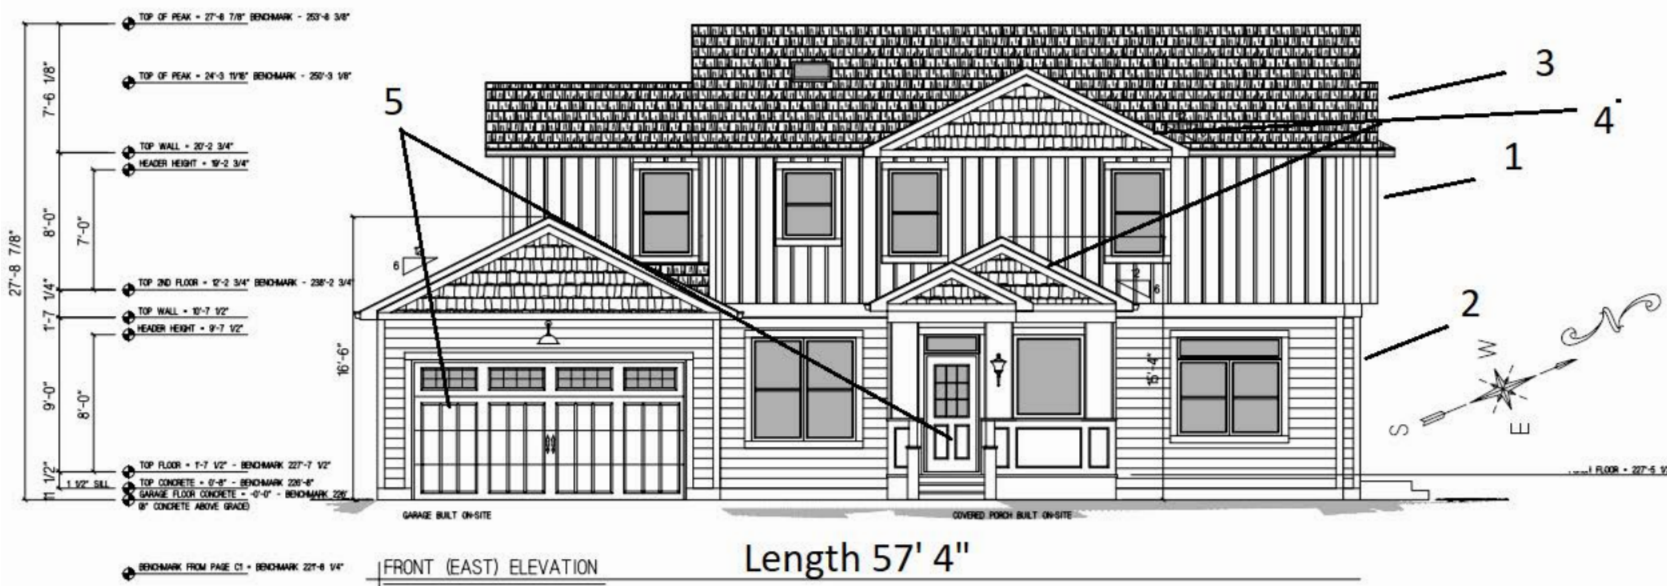 TOP OF PEAK = 27'-8 7/8" BENCHMARK - 253'-8 3/8"
TOP OF PEAK = 24'-3 11/16" BENCHMARK - 250'-3 1/8"
3
5
4
7'-6 1/8"
TOP WALL = 20'-2 3/4"
HEADER HEIGHT = 19'-2 3/4"
1
8'-0"
7'-0"
27'-8 7/8"
6
6
TOP 2ND FLOOR = 12'-2 3/4" BENCHMARK - 238'-2 3/4"
1'-7 1/4"
TOP WALL = 10'-7 1/2"
HEADER HEIGHT = 9'-7 1/2"
2
N
W
16'-6"
15'-4"
9'-0"
8'-0"
S
E
TOP FLOOR = 1'-7 1/2" - BENCHMARK 227'-7 1/2"
11 1/2"
1 1/2" SILL
TOP CONCRETE = 0'-8" - BENCHMARK 226'-8"
GARAGE FLOOR CONCRETE = -0'-0" - BENCHMARK 226'
(8" CONCRETE ABOVE GRADE)
FLOOR = 227'-5 1/2
GARAGE BUILT ON-SITE
COVERED PORCH BUILT ON-SITE
BENCHMARK FROM PAGE C1 = BENCHMARK 227'-8 1/4"
FRONT (EAST) ELEVATION
Length 57' 4"